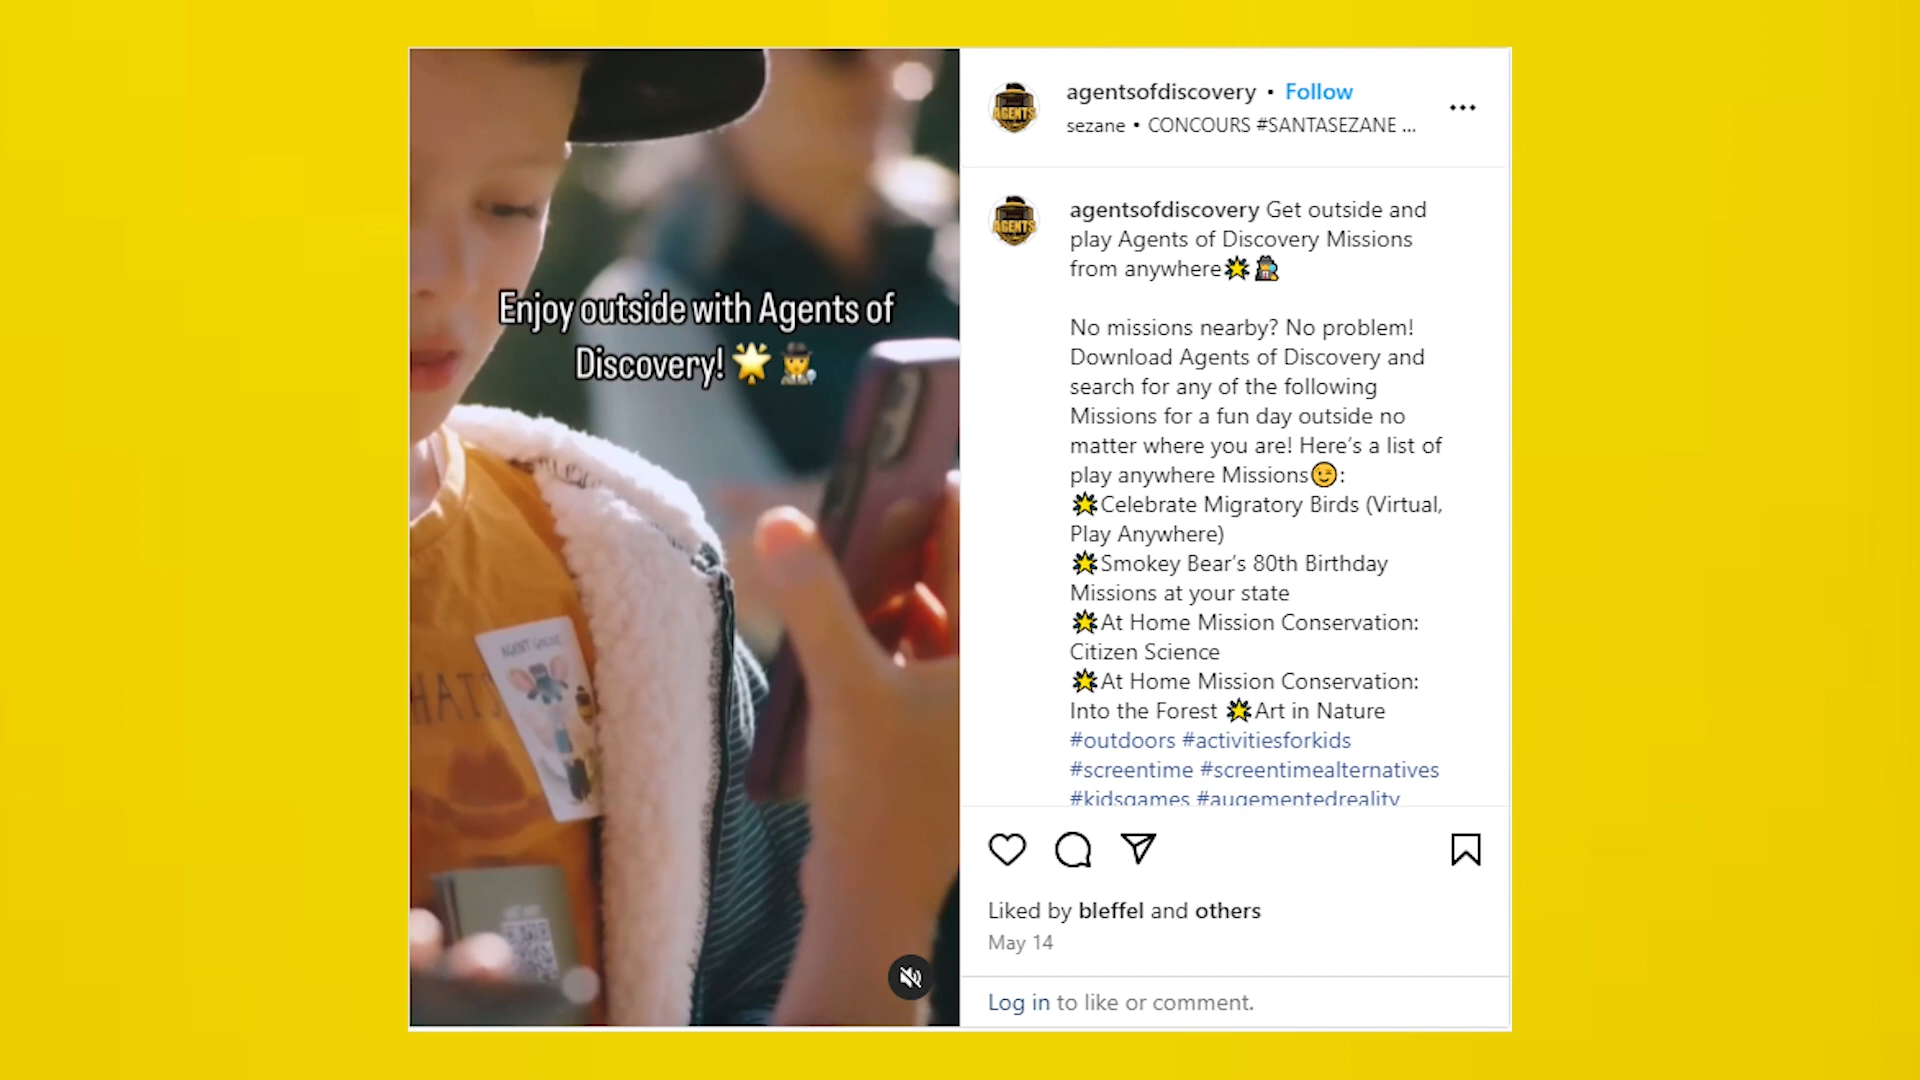 Enjoy outside with Agents of
Discovery! 🌟 🕵️
HATS
AGENTS
agentsofdiscovery • Follow
sezane • CONCOURS #SANTASEZANE ...
AGENTS
agentsofdiscovery Get outside and
play Agents of Discovery Missions
from anywhere🌟🕵️
No missions nearby? No problem!
Download Agents of Discovery and
search for any of the following
Missions for a fun day outside no
matter where you are! Here's a list of
play anywhere Missions😉:
🌟Celebrate Migratory Birds (Virtual,
Play Anywhere)
🌟Smokey Bear's 80th Birthday
Missions at your state
🌟At Home Mission Conservation:
Citizen Science
🌟At Home Mission Conservation:
Into the Forest 🌟Art in Nature
#outdoors #activitiesforkids
#screentime #screentimealternatives
#kidsgames #augementedreality
Liked by bleffel and others
May 14
Log in to like or comment.